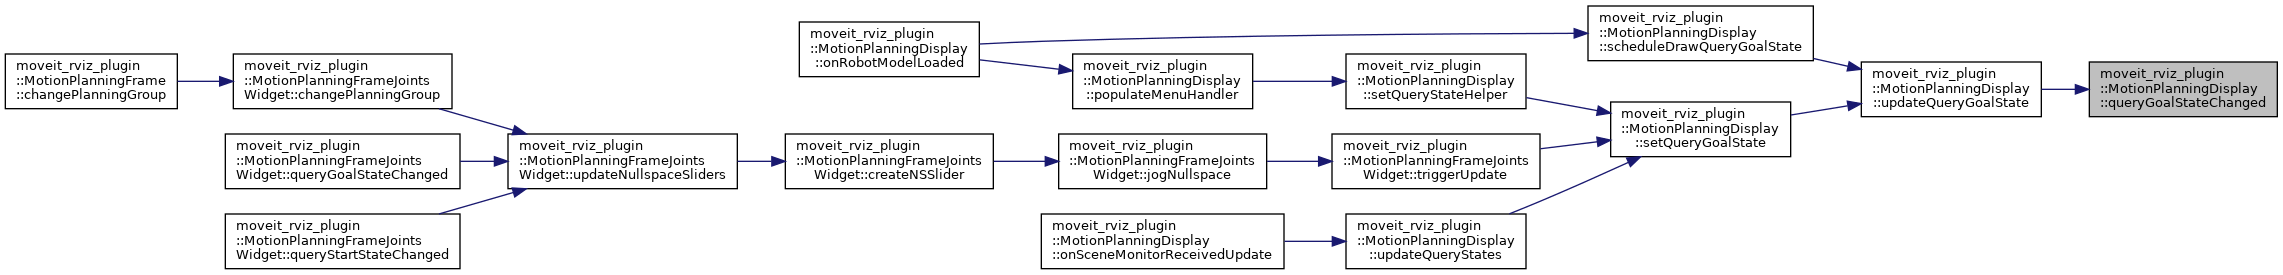 moveit_rviz_plugin
::MotionPlanningFrame
::changePlanningGroup
moveit_rviz_plugin
::MotionPlanningFrameJoints
Widget::changePlanningGroup
moveit_rviz_plugin
::MotionPlanningFrameJoints
Widget::queryGoalStateChanged
moveit_rviz_plugin
::MotionPlanningFrameJoints
Widget::queryStartStateChanged
moveit_rviz_plugin
::MotionPlanningFrameJoints
Widget::updateNullspaceSliders
moveit_rviz_plugin
::MotionPlanningDisplay
::onRobotModelLoaded
moveit_rviz_plugin
::MotionPlanningFrameJoints
Widget::createNSSlider
moveit_rviz_plugin
::MotionPlanningDisplay
::populateMenuHandler
moveit_rviz_plugin
::MotionPlanningFrameJoints
Widget::jogNullspace
moveit_rviz_plugin
::MotionPlanningDisplay
::onSceneMonitorReceivedUpdate
moveit_rviz_plugin
::MotionPlanningDisplay
::setQueryStateHelper
moveit_rviz_plugin
::MotionPlanningFrameJoints
Widget::triggerUpdate
moveit_rviz_plugin
::MotionPlanningDisplay
::updateQueryStates
moveit_rviz_plugin
::MotionPlanningDisplay
::scheduleDrawQueryGoalState
moveit_rviz_plugin
::MotionPlanningDisplay
::setQueryGoalState
moveit_rviz_plugin
::MotionPlanningDisplay
::updateQueryGoalState
moveit_rviz_plugin
::MotionPlanningDisplay
::queryGoalStateChanged